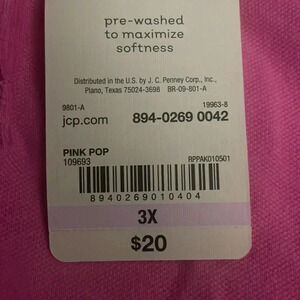 pre-washed
to maximize
softness
Distributed in the U.S. by J. C. Penney Corp., Inc.,
Plano, Texas 75024-3698 BR-09-801-A
9801-A 19963-8
jcp.com 894-0269 0042
PINK POP
109693 RPPAK010501
8940269010404
3X
$20